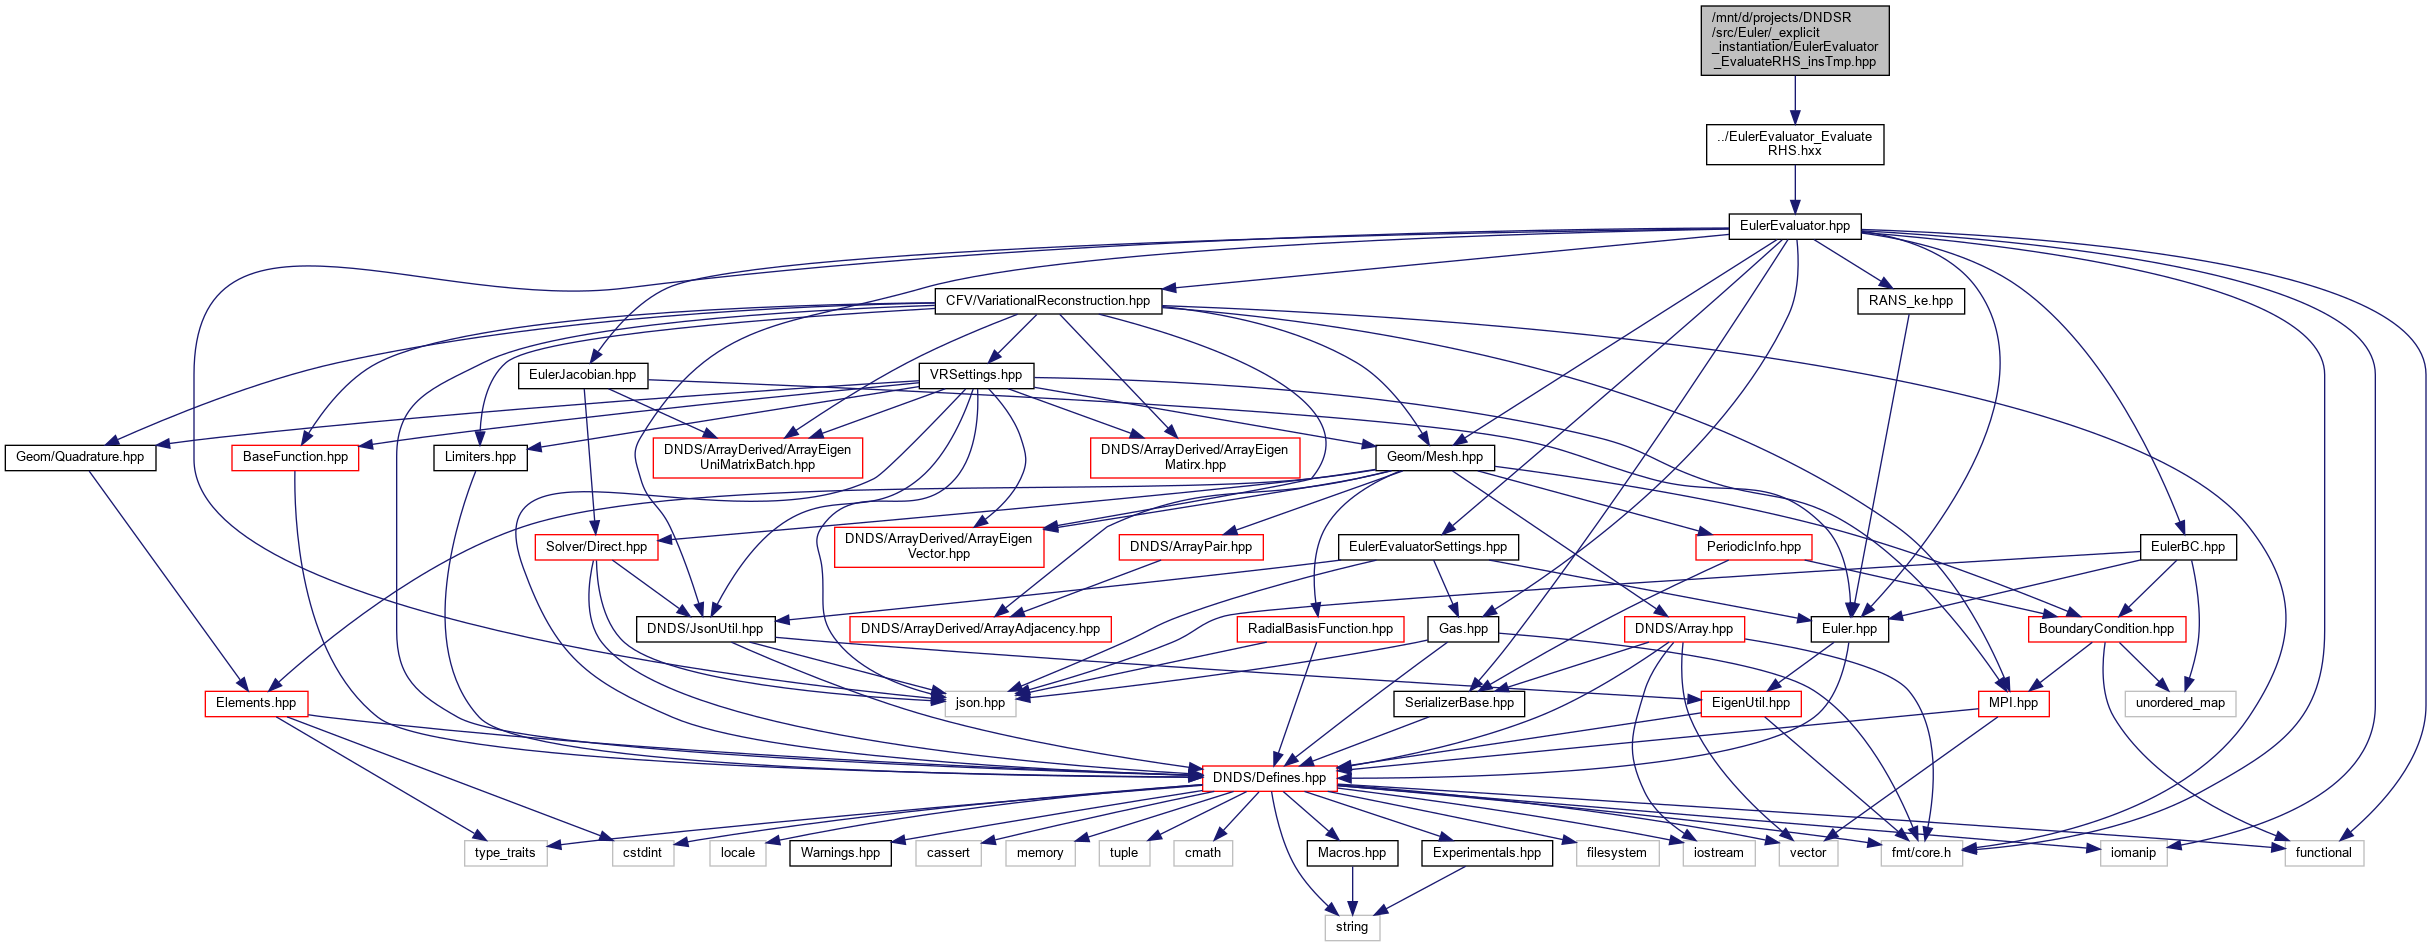 /mnt/d/projects/DNDSR
/src/Euler/_explicit
_instantiation/EulerEvaluator
_EvaluateRHS_insTmp.hpp
../EulerEvaluator_Evaluate
RHS.hxx
EulerEvaluator.hpp
CFV/VariationalReconstruction.hpp
RANS_ke.hpp
EulerJacobian.hpp
VRSettings.hpp
Geom/Quadrature.hpp
BaseFunction.hpp
Limiters.hpp
DNDS/ArrayDerived/ArrayEigen
UniMatrixBatch.hpp
DNDS/ArrayDerived/ArrayEigen
Matirx.hpp
Geom/Mesh.hpp
Solver/Direct.hpp
DNDS/ArrayDerived/ArrayEigen
Vector.hpp
DNDS/ArrayPair.hpp
EulerEvaluatorSettings.hpp
PeriodicInfo.hpp
EulerBC.hpp
DNDS/JsonUtil.hpp
DNDS/ArrayDerived/ArrayAdjacency.hpp
RadialBasisFunction.hpp
Gas.hpp
DNDS/Array.hpp
Euler.hpp
BoundaryCondition.hpp
Elements.hpp
json.hpp
SerializerBase.hpp
EigenUtil.hpp
MPI.hpp
unordered_map
DNDS/Defines.hpp
type_traits
cstdint
locale
Warnings.hpp
cassert
memory
tuple
cmath
Macros.hpp
Experimentals.hpp
filesystem
iostream
vector
fmt/core.h
iomanip
functional
string